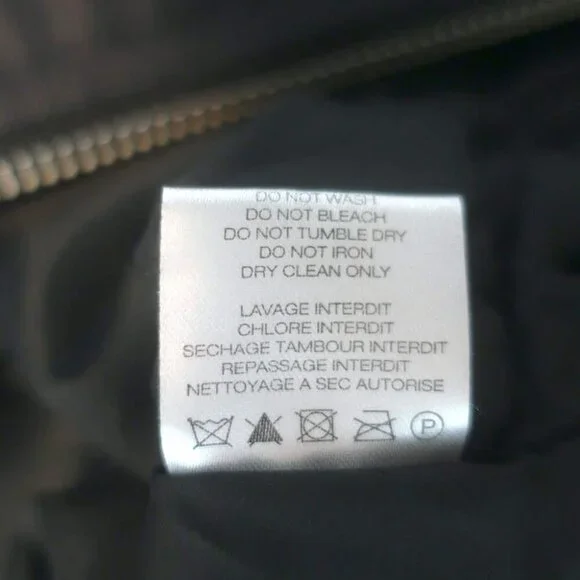 DO NOT WASH
DO NOT BLEACH
DO NOT TUMBLE DRY
DO NOT IRON
DRY CLEAN ONLY
LAVAGE INTERDIT
CHLORE INTERDIT
SECHAGE TAMBOUR INTERDIT
REPASSAGE INTERDIT
NETTOYAGE A SEC AUTORISE
P